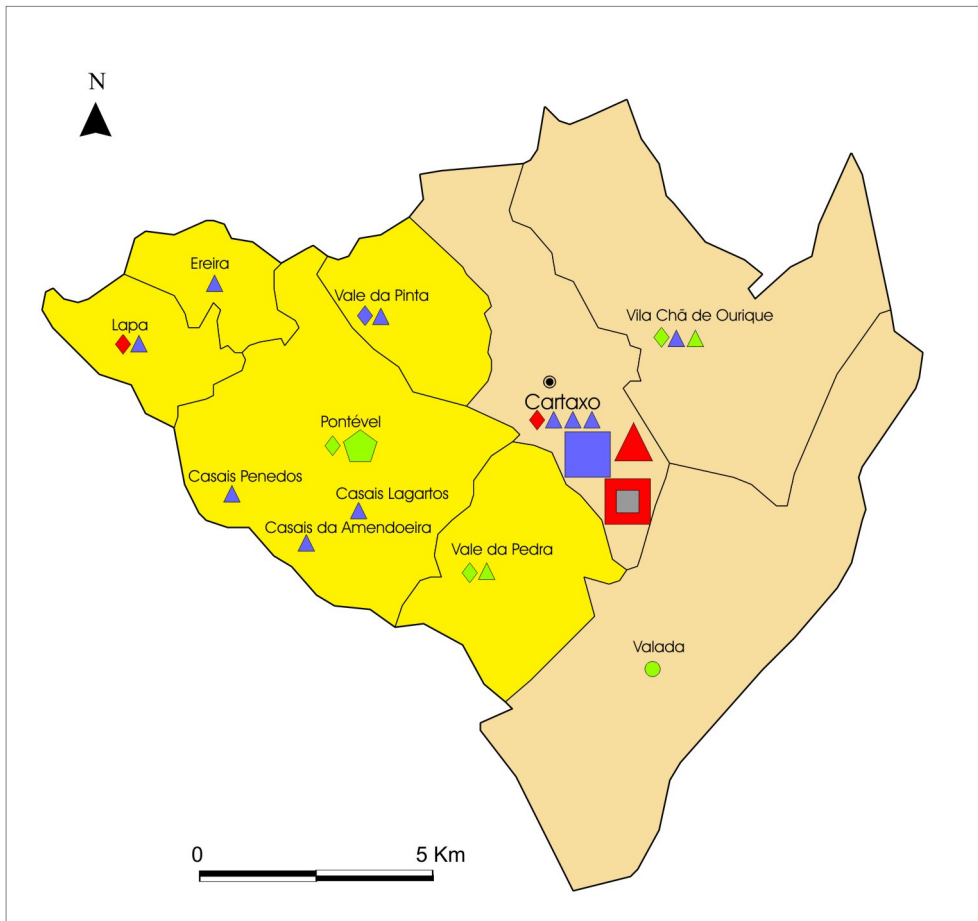 N
Ereira
Vale da Pinta
Lapa
Vila Chã de Ourique
Cartaxo
Pontével
Casais Penedos
Casais Lagartos
Casais da Amendoeira
Vale da Pedra
Valada
0 5 Km